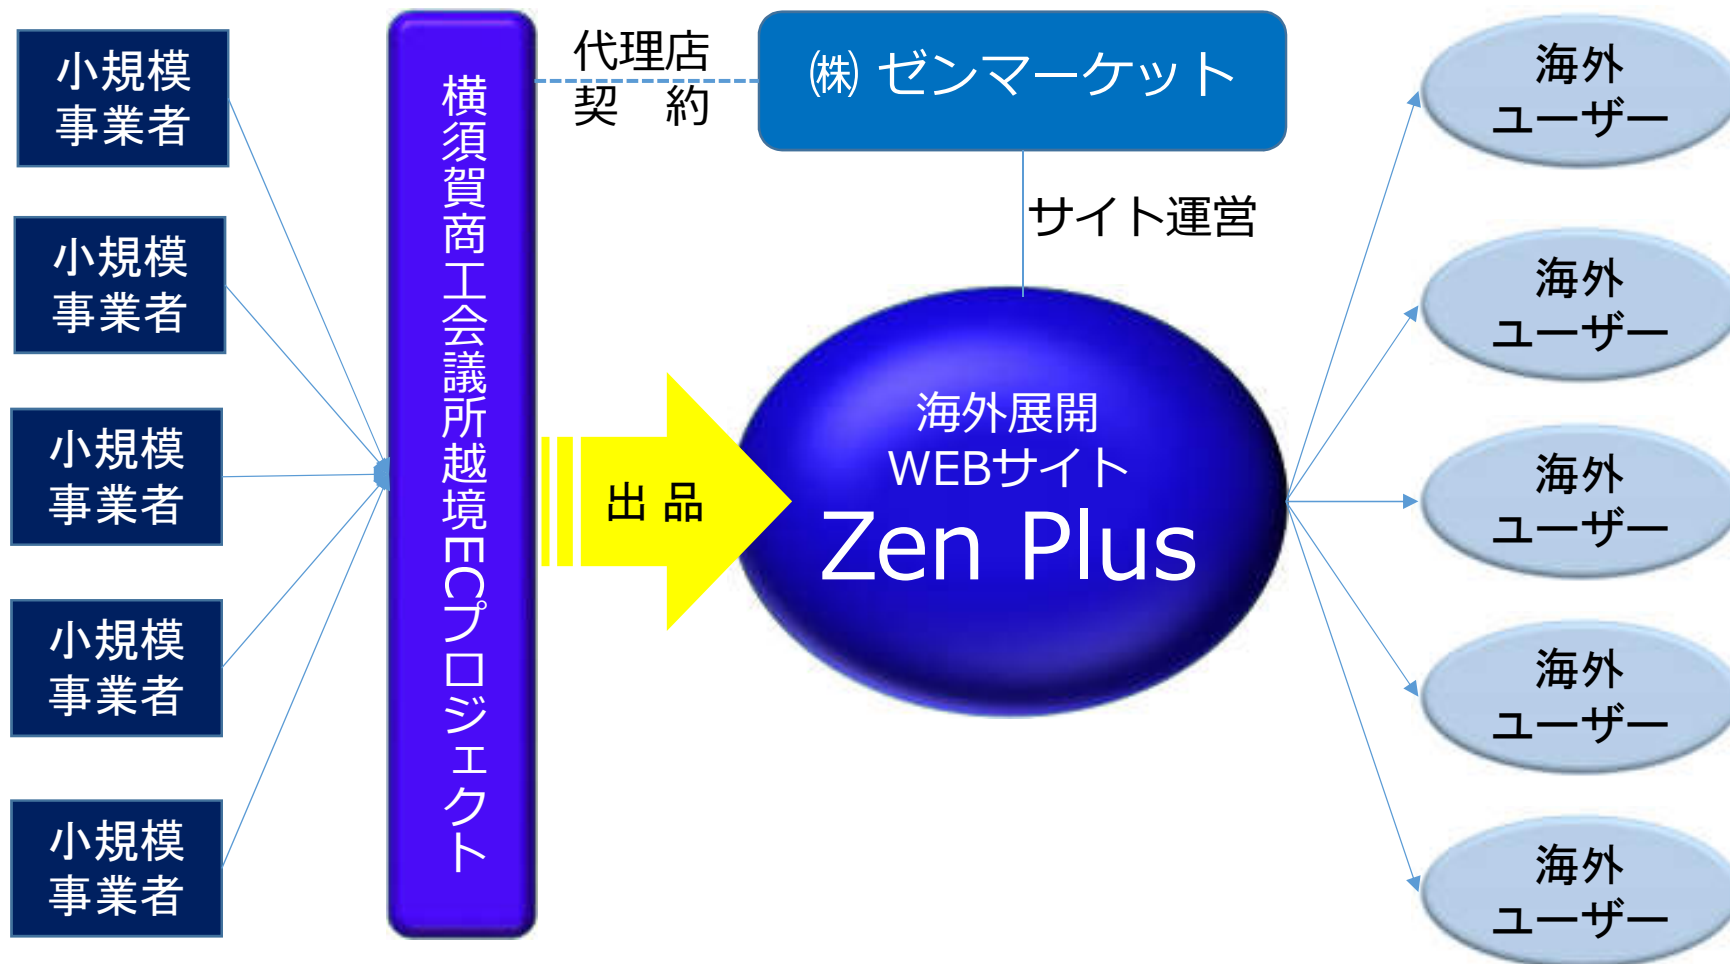 小規模
事業者
小規模
事業者
小規模
事業者
小規模
事業者
小規模
事業者
横須賀商工会議所越境ECプロジェクト
代理店
契　約
㈱ ゼンマーケット
サイト運営
出 品
海外展開
WEBサイト
Zen Plus
海外
ユーザー
海外
ユーザー
海外
ユーザー
海外
ユーザー
海外
ユーザー